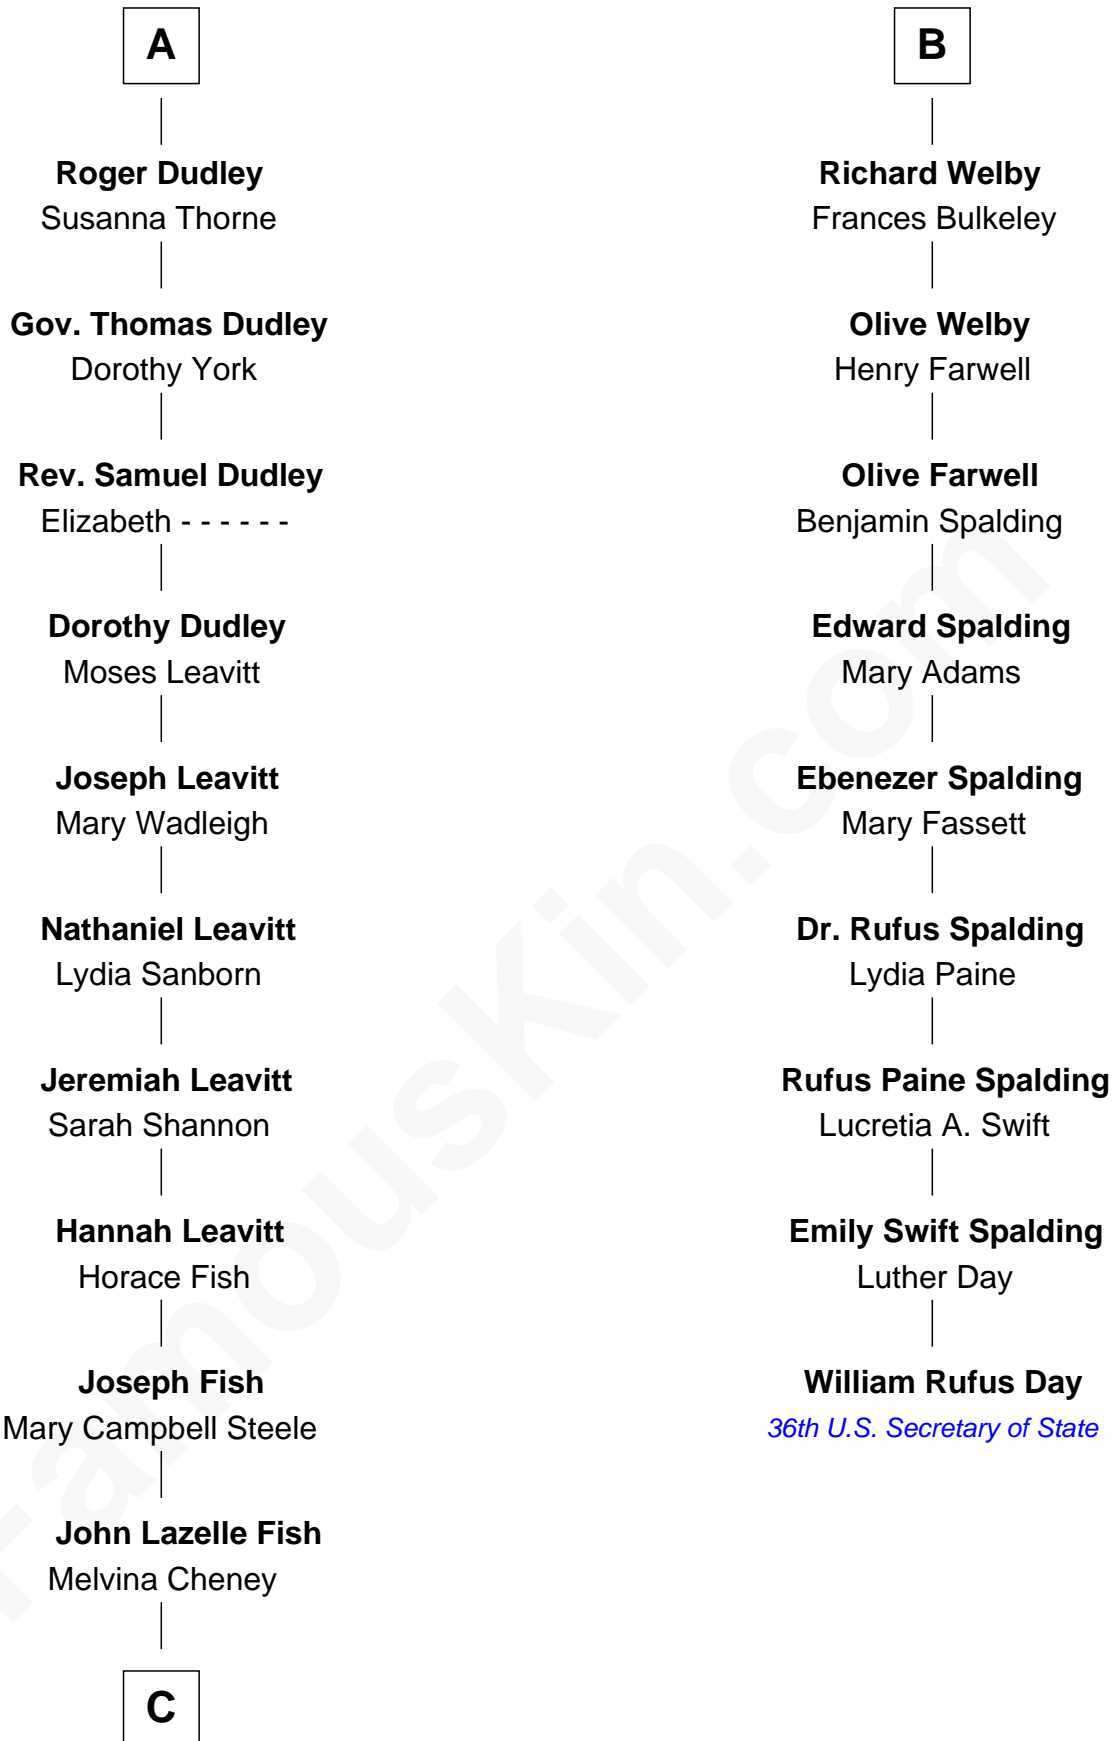 A
Roger Dudley
Susanna Thorne
Gov. Thomas Dudley
Dorothy York
Rev. Samuel Dudley
Elizabeth - - - - - -
Dorothy Dudley
Moses Leavitt
Joseph Leavitt
Mary Wadleigh
Nathaniel Leavitt
Lydia Sanborn
Jeremiah Leavitt
Sarah Shannon
Hannah Leavitt
Horace Fish
Joseph Fish
Mary Campbell Steele
John Lazelle Fish
Melvina Cheney
C
B
Richard Welby
Frances Bulkeley
Olive Welby
Henry Farwell
Olive Farwell
Benjamin Spalding
Edward Spalding
Mary Adams
Ebenezer Spalding
Mary Fassett
Dr. Rufus Spalding
Lydia Paine
Rufus Paine Spalding
Lucretia A. Swift
Emily Swift Spalding
Luther Day
William Rufus Day
36th U.S. Secretary of State
FamousKin.com